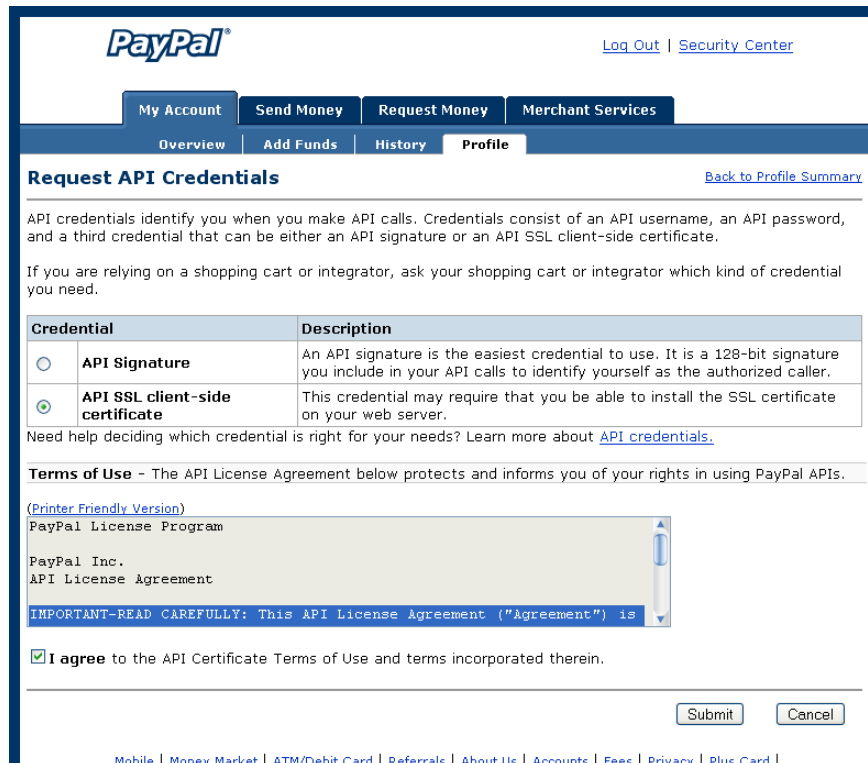 PayPal®
Log Out | Security Center
My Account Send Money Request Money Merchant Services
Overview Add Funds History Profile
Request API Credentials Back to Profile Summary
API credentials identify you when you make API calls. Credentials consist of an API username, an API password,
and a third credential that can be either an API signature or an API SSL client-side certificate.
If you are relying on a shopping cart or integrator, ask your shopping cart or integrator which kind of credential
you need.
Credential Description
API Signature
An API signature is the easiest credential to use. It is a 128-bit signature
you include in your API calls to identify yourself as the authorized caller.
API SSL client-side
certificate
This credential may require that you be able to install the SSL certificate
on your web server.
Need help deciding which credential is right for your needs? Learn more about API credentials.
Terms of Use - The API License Agreement below protects and informs you of your rights in using PayPal APIs.
(Printer Friendly Version)
PayPal License Program
PayPal Inc.
API License Agreement
IMPORTANT-READ CAREFULLY: This API License Agreement ("Agreement") is
I agree to the API Certificate Terms of Use and terms incorporated therein.
Submit Cancel
Mobile | Money Market | ATM/Debit Card | Referrals | About Us | Accounts | Fees | Privacy | Plus Card |